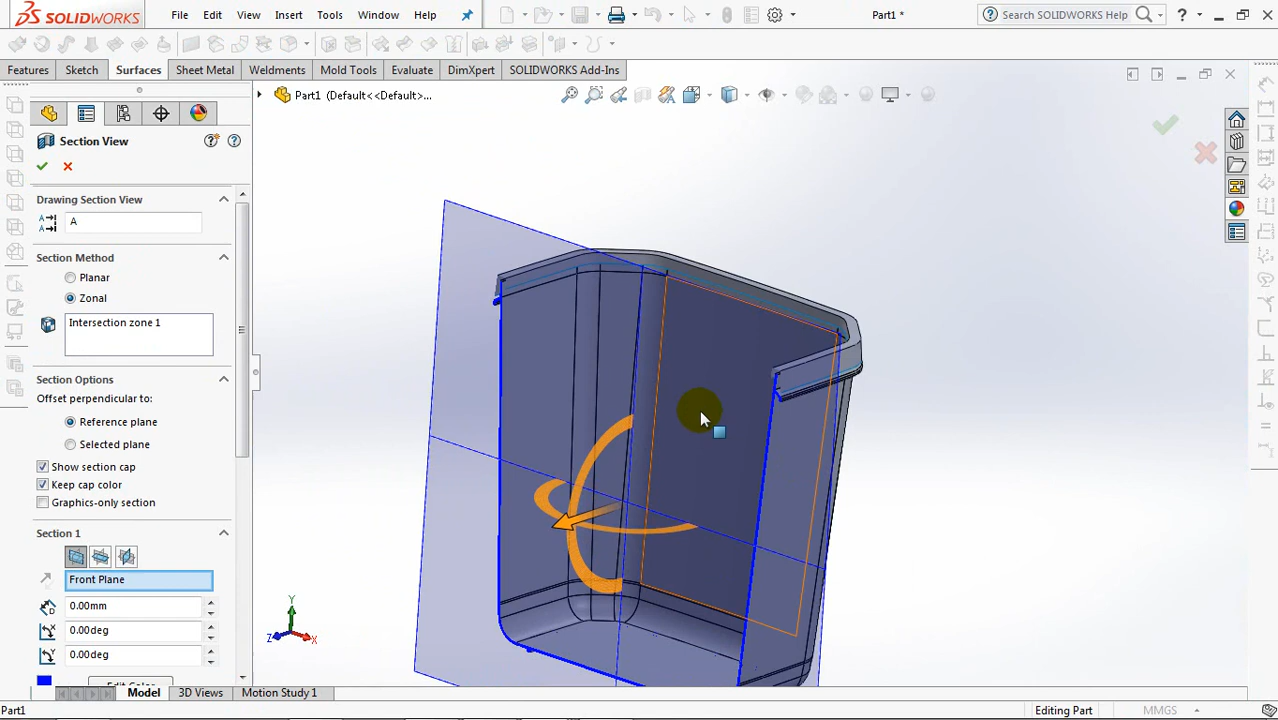 SOLIDWORKS File Edit View Insert Tools Window Help Part1 * Search SOLIDWORKS Help ?
Features Sketch Surfaces Sheet Metal Weldments Mold Tools Evaluate DimXpert SOLIDWORKS Add-Ins
Part1 (Default<<Default>...
Section View
Drawing Section View
A
Section Method
Planar
Zonal
Intersection zone 1
Section Options
Offset perpendicular to:
Reference plane
Selected plane
Show section cap
Keep cap color
Graphics-only section
Section 1
Front Plane
0.00mm
0.00deg
0.00deg
Edit Color
Y
Z X
Model 3D Views Motion Study 1
Part1 Editing Part MMGS